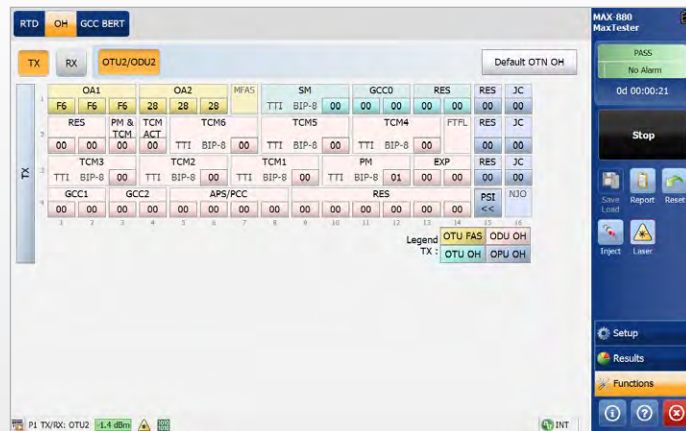 RTD OH GCC BERT
TX RX OTU2/ODU2 Default OTN OH
OA1 OA2 MFAS SM GCC0 RES RES JC
1 F6 F6 F6 28 28 28 TTI BIP-8 00 00 00 00 00 00 00
RES PM & TCM TCM ACT TCM6 TCM5 TCM4 FTFL RES JC
2 00 00 00 00 TTI BIP-8 00 TTI BIP-8 00 TTI BIP-8 00 00 00
TCM3 TCM2 TCM1 PM EXP RES JC
3 TTI BIP-8 00 TTI BIP-8 00 TTI BIP-8 00 TTI BIP-8 01 00 00 00 00
GCC1 GCC2 APS/PCC RES PSI NJO
4 00 00 00 00 00 00 00 00 00 00 00 00 00 00 <<
1 2 3 4 5 6 7 8 9 10 11 12 13 14 15 16
TX
Legend OTU FAS ODU OH
TX : OTU OH OPU OH
P1 TX/RX: OTU2 -1.4 dBm INT
MAX-880
MaxTester
PASS
No Alarm
0d 00:00:21
Stop
Save Load Report Reset
Inject Laser
Setup
Results
Functions